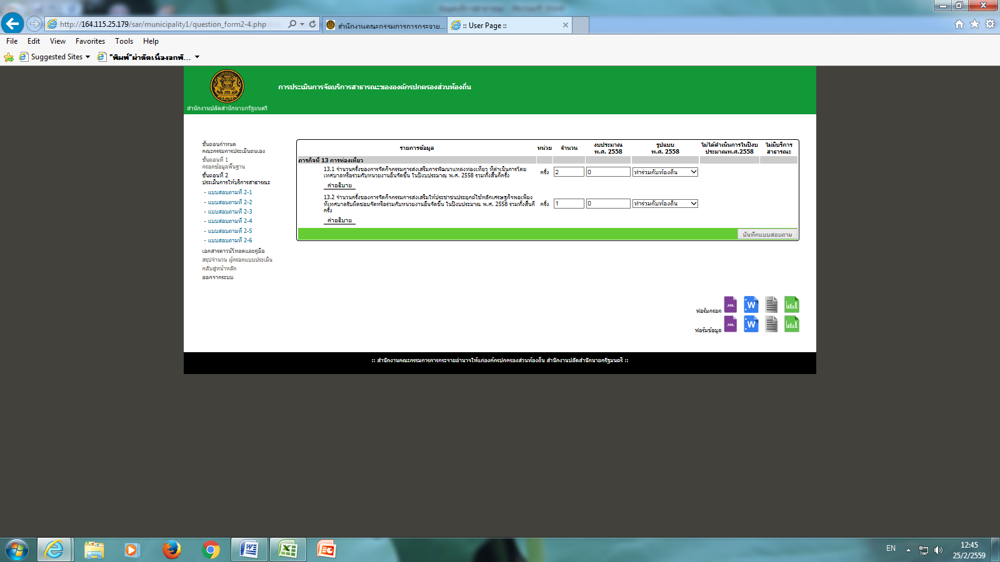 http://164.115.25.179/sar/municipality1/question_form2-4.php
สำนักงานคณะกรรมการการกระจาย...
:: User Page ::
File Edit View Favorites Tools Help
Suggested Sites
"พิมพ์"ผ่าตัดเนื้องอกพั...
การประเมินการจัดบริการสาธารณะขององค์กรปกครองส่วนท้องถิ่น
สำนักงานปลัดสำนักนายกรัฐมนตรี
ขั้นตอนกำหนด
คณะกรรมการประเมินตนเอง
ขั้นตอนที่ 1
กรอกข้อมูลพื้นฐาน
ขั้นตอนที่ 2
ประเมินการให้บริการสาธารณะ
- แบบสอบถามที่ 2-1
- แบบสอบถามที่ 2-2
- แบบสอบถามที่ 2-3
- แบบสอบถามที่ 2-4
- แบบสอบถามที่ 2-5
- แบบสอบถามที่ 2-6
เอกสารดาวน์โหลดและคู่มือ
สรุปจำนวน ผู้กรอกแบบประเมิน
กลับสู่หน้าหลัก
ออกจากระบบ
รายการข้อมูล หน่วย จำนวน งบประมาณ พ.ศ. 2558 รูปแบบ พ.ศ. 2558 ไม่ได้ดำเนินการในปีงบ ประมาณพ.ศ.2558 ไม่มีบริการ สาธารณะ
ภารกิจที่ 13 การท่องเที่ยว
13.1 จำนวนครั้งของการจัดกิจกรรมการส่งเสริมการพัฒนาแหล่งท่องเที่ยว ที่ดำเนินการโดย
เทศบาลหรือร่วมกับหน่วยงานอื่นจัดขึ้น ในปีงบประมาณ พ.ศ. 2558 รวมทั้งสิ้นกี่ครั้ง
ครั้ง 2 0 ทำร่วมกับท้องถิ่น
คำอธิบาย
13.2 จำนวนครั้งของการจัดกิจกรรมการส่งเสริมให้ประชาชนประยุกต์ใช้หลักเศรษฐกิจพอเพียง
ที่เทศบาลรับผิดชอบจัดหรือร่วมกับหน่วยงานอื่นจัดขึ้น ในปีงบประมาณ พ.ศ. 2558 รวมทั้งสิ้นกี่
ครั้ง
ครั้ง 1 0 ทำร่วมกับท้องถิ่น
คำอธิบาย
บันทึกแบบสอบถาม
ฟอร์มกรอก XML W
ฟอร์มข้อมูล XML W
:: สำนักงานคณะกรรมการการกระจายอำนาจให้แก่องค์กรปกครองส่วนท้องถิ่น สำนักงานปลัดสำนักนายกรัฐมนตรี ::
EN
12:45
25/2/2559